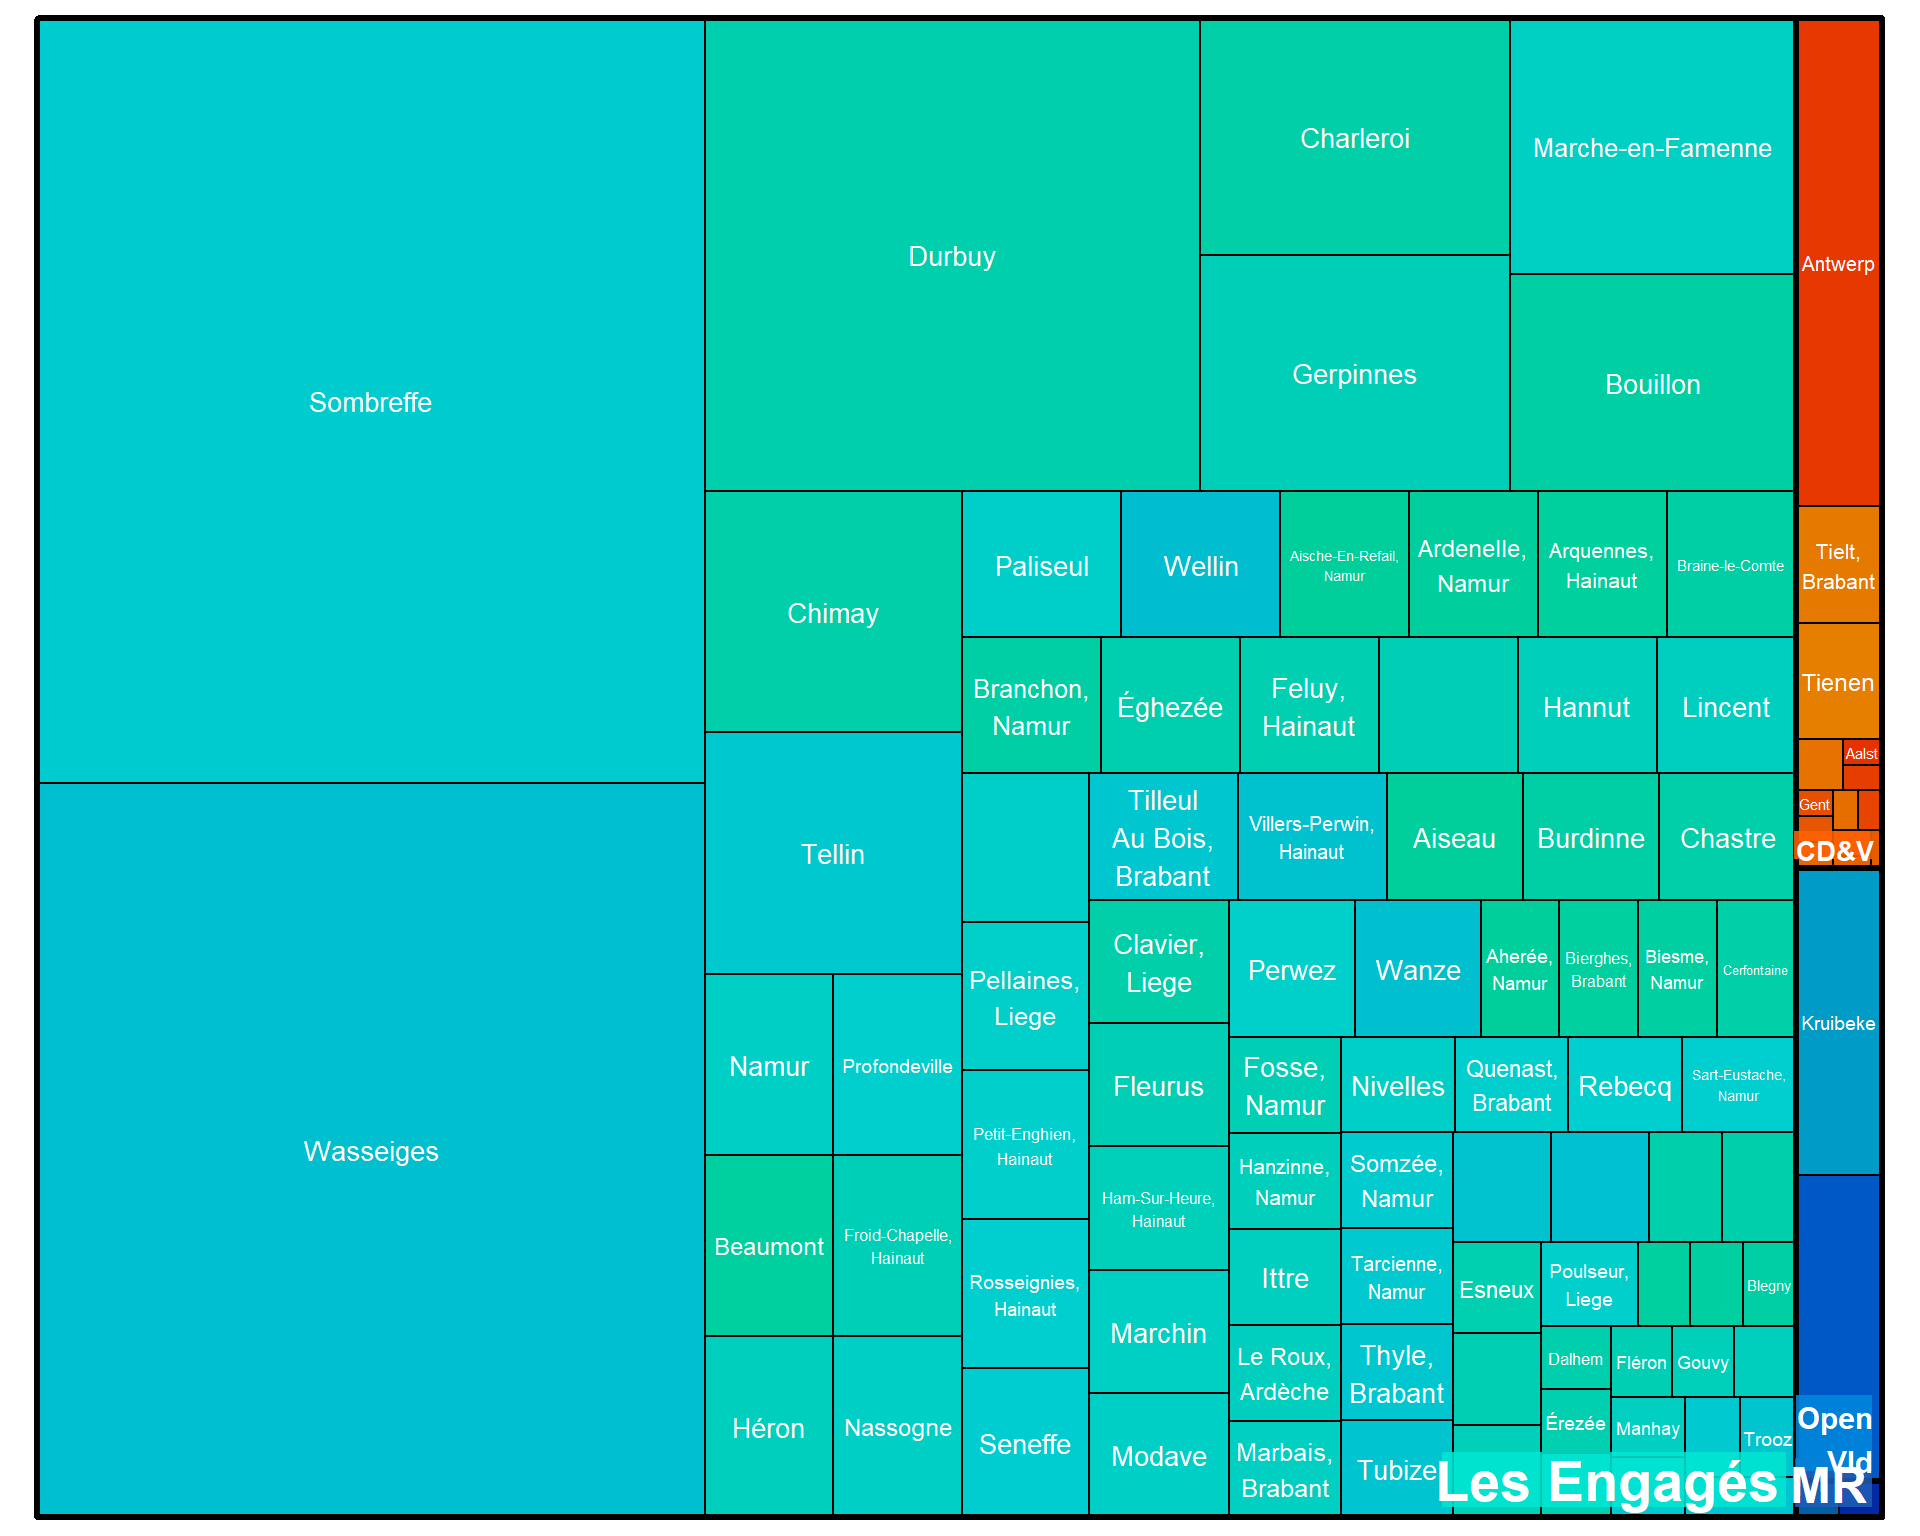 Sombreffe
Wasseiges
Durbuy
Charleroi
Marche-en-Famenne
Gerpinnes
Bouillon
Chimay
Paliseul
Wellin
Aische-En-Refail,
Namur
Ardenelle,
Namur
Arquennes,
Hainaut
Braine-le-Comte
Branchon,
Namur
Éghezée
Feluy,
Hainaut
Hannut
Lincent
Tellin
Tilleul
Au Bois,
Brabant
Villers-Perwin,
Hainaut
Aiseau
Burdinne
Chastre
Pellaines,
Liege
Clavier,
Liege
Perwez
Wanze
Aherée,
Namur
Bierghes,
Brabant
Biesme,
Namur
Cerfontaine
Namur
Profondeville
Petit-Enghien,
Hainaut
Fleurus
Fosse,
Namur
Nivelles
Quenast,
Brabant
Rebecq
Sart-Eustache,
Namur
Beaumont
Froid-Chapelle,
Hainaut
Rosseignies,
Hainaut
Ham-Sur-Heure,
Hainaut
Hanzinne,
Namur
Somzée,
Namur
Ittre
Tarcienne,
Namur
Esneux
Poulseur,
Liege
Blegny
Héron
Nassogne
Seneffe
Marchin
Modave
Le Roux,
Ardèche
Thyle,
Brabant
Dalhem
Fléron
Gouvy
Érezée
Manhay
Trooz
Marbais,
Brabant
Tubize
Les Engagés
Antwerp
Tielt,
Brabant
Tienen
Aalst
Gent
CD&V
Kruibeke
Open
Vld
MR